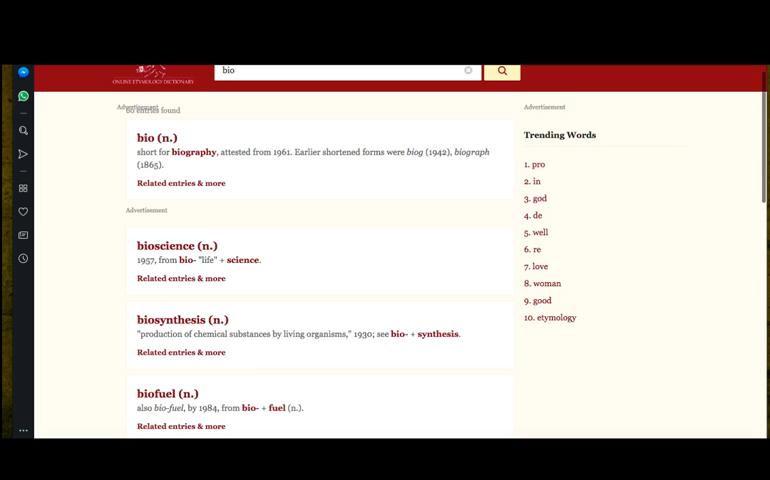 bio
ONLINE ETYMOLOGY DICTIONARY
Advertisement
60 entries found
bio (n.)
short for biography, attested from 1961. Earlier shortened forms were biog (1942), biograph
(1865).
Related entries & more
Advertisement
bioscience (n.)
1957, from bio- "life" + science.
Related entries & more
biosynthesis (n.)
"production of chemical substances by living organisms," 1930; see bio- + synthesis.
Related entries & more
biofuel (n.)
also bio-fuel, by 1984, from bio- + fuel (n.).
Related entries & more
Advertisement
Trending Words
1. pro
2. in
3. god
4. de
5. well
6. re
7. love
8. woman
9. good
10. etymology